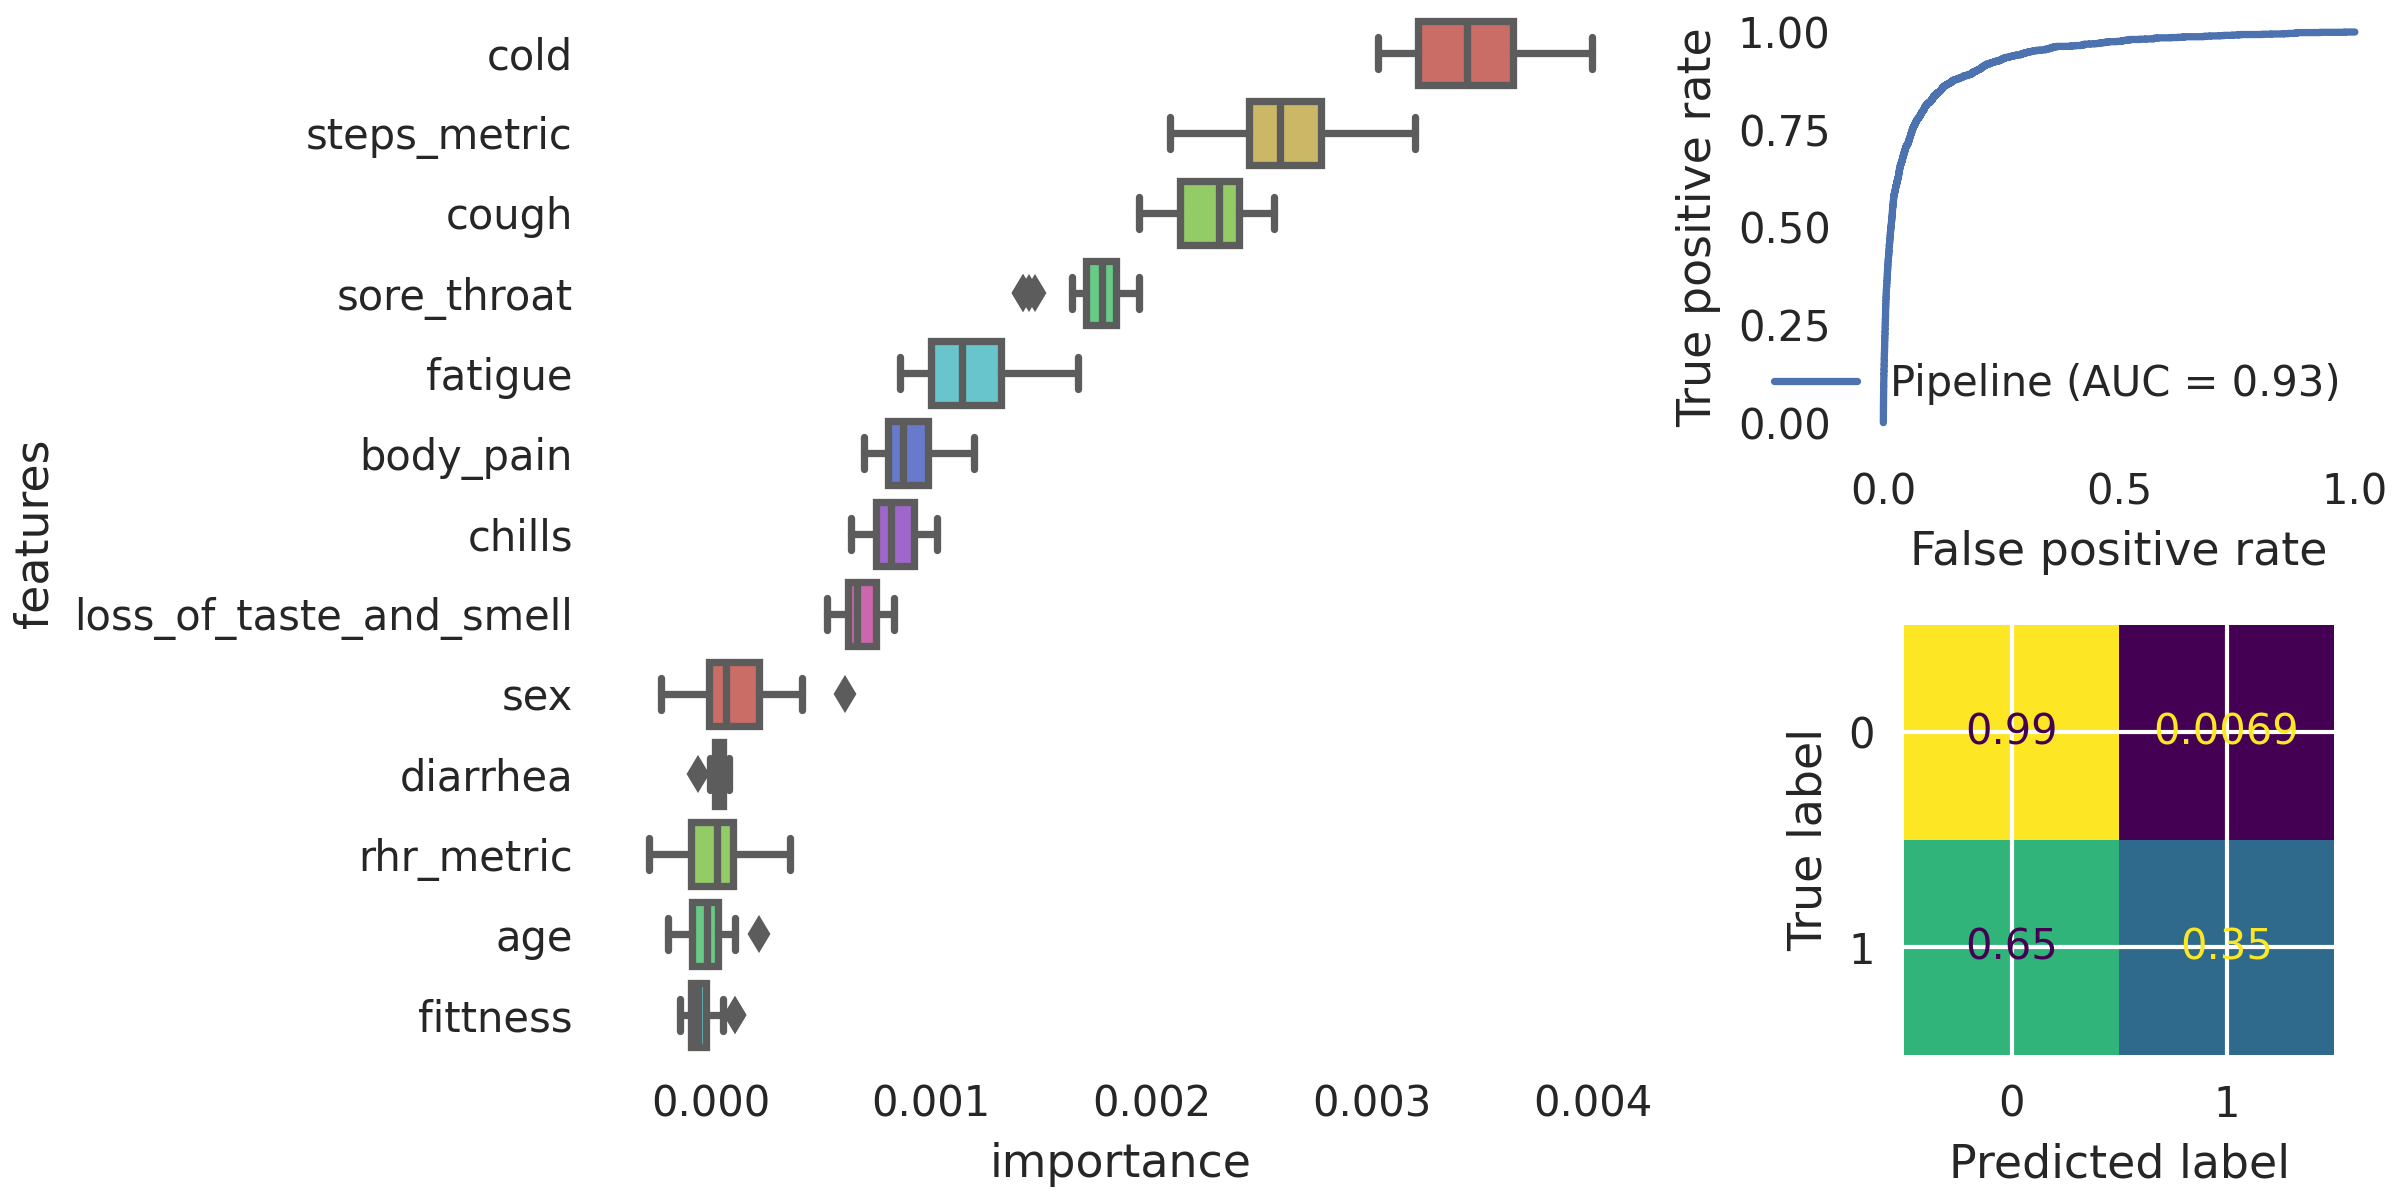 features
cold
steps_metric
cough
sore_throat
fatigue
body_pain
chills
loss_of_taste_and_smell
sex
diarrhea
rhr_metric
age
fittness
0.000 0.001 0.002 0.003 0.004
importance
True positive rate
1.00
0.75
0.50
0.25
0.00
Pipeline (AUC = 0.93)
0.0 0.5 1.0
False positive rate
True label
0
1
0.99 0.0069
0.65 0.35
0 1
Predicted label